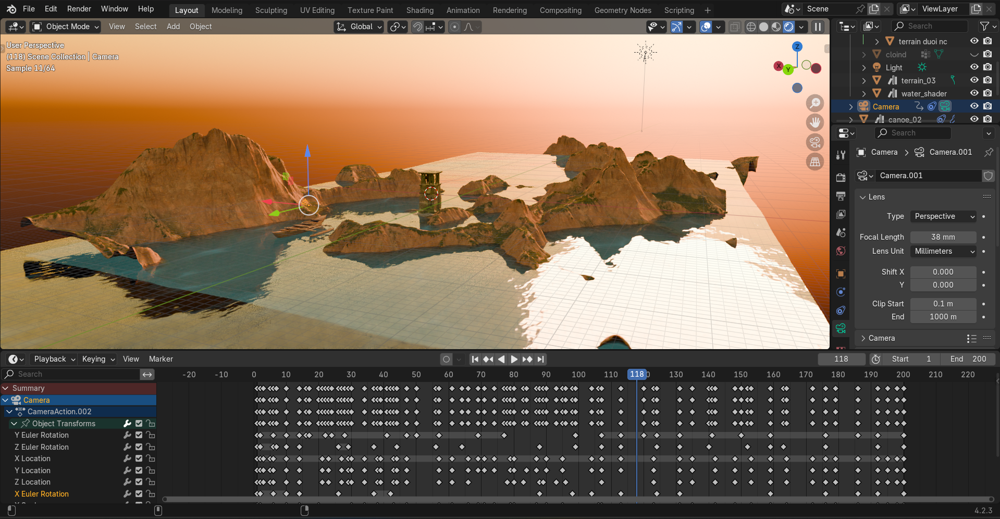 File Edit Render Window Help Layout Modeling Sculpting UV Editing Texture Paint Shading Animation Rendering Compositing Geometry Nodes Scripting + Scene ViewLayer
Object Mode View Select Add Object Global Search
User Perspective
(118) Scene Collection | Camera
Sample 11/64
Z
X
Y
terrain duoi nc
cloind
Light
terrain_03
water_shader
Camera
canoe_02
Search
Camera > Camera.001
Camera.001
Lens
Type Perspective
Focal Length 38 mm
Lens Unit Millimeters
Shift X 0.000
Y 0.000
Clip Start 0.1 m
End 1000 m
Camera
Playback Keying View Marker 118 Start 1 End 200
Search -20 -10 0 10 20 30 40 50 60 70 80 90 100 110 118 130 140 150 160 170 180 190 200 210 220
Summary
Camera
CameraAction.002
Object Transforms
Y Euler Rotation
Z Euler Rotation
X Location
Y Location
Z Location
X Euler Rotation
4.2.3